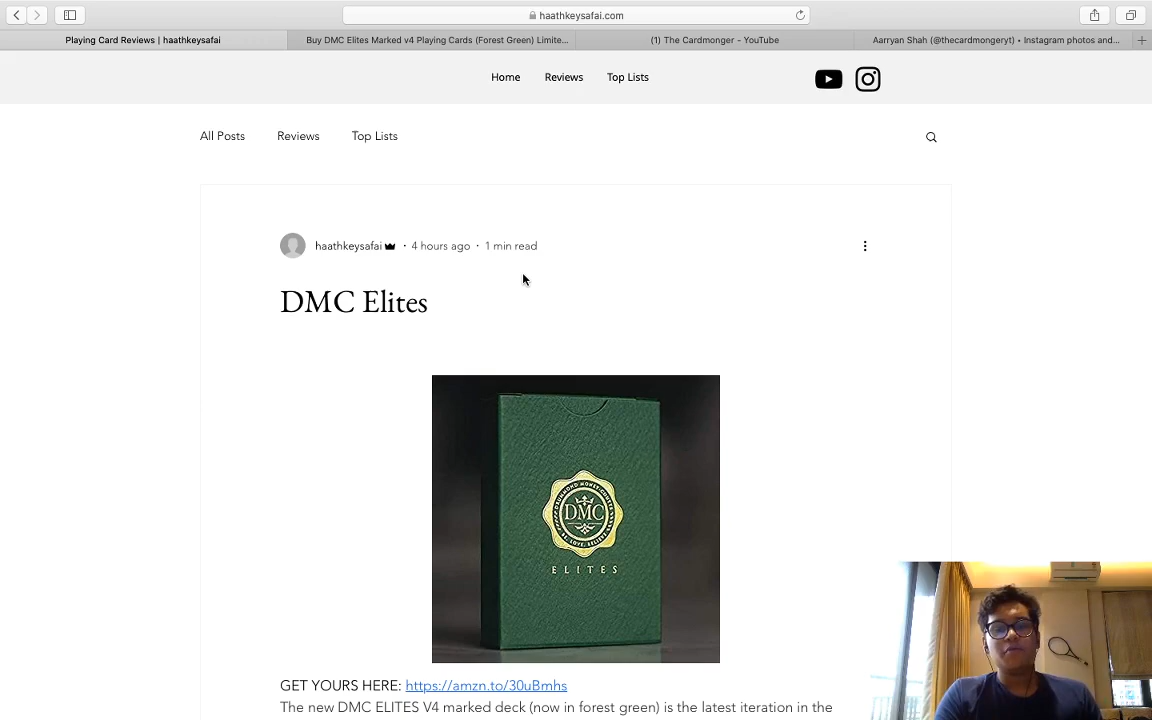 haathkeysafai.com
Playing Card Reviews | haathkeysafai
Buy DMC Elites Marked v4 Playing Cards (Forest Green) Limite...
(1) The Cardmonger - YouTube
Aarryan Shah (@thecardmongeryt) • Instagram photos and...
Home
Reviews
Top Lists
All Posts
Reviews
Top Lists
haathkeysafai · 4 hours ago · 1 min read
DMC Elites
DMC
ELITES
GET YOURS HERE: https://amzn.to/30uBmhs
The new DMC ELITES V4 marked deck (now in forest green) is the latest iteration in the